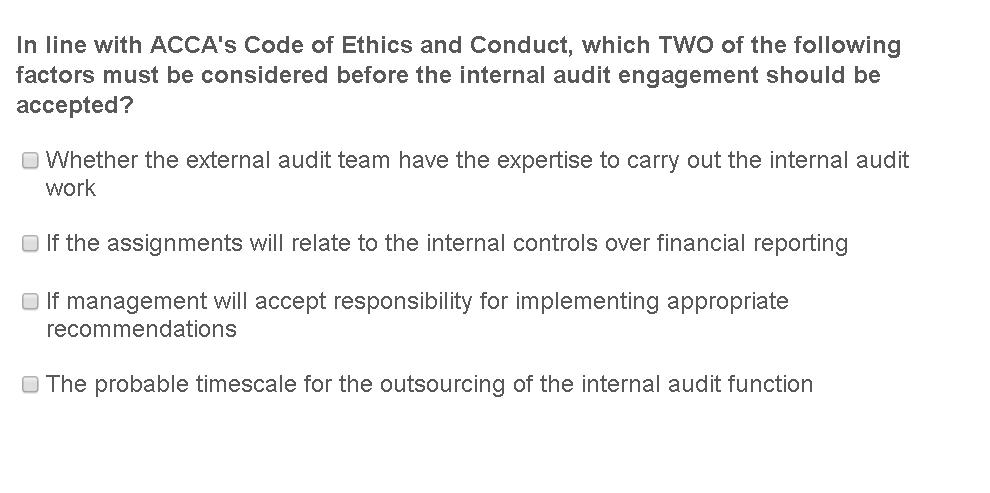 In line with ACCA's Code of Ethics and Conduct, which TWO of the following
factors must be considered before the internal audit engagement should be
accepted?
Whether the external audit team have the expertise to carry out the internal audit
work
If the assignments will relate to the internal controls over financial reporting
If management will accept responsibility for implementing appropriate
recommendations
The probable timescale for the outsourcing of the internal audit function